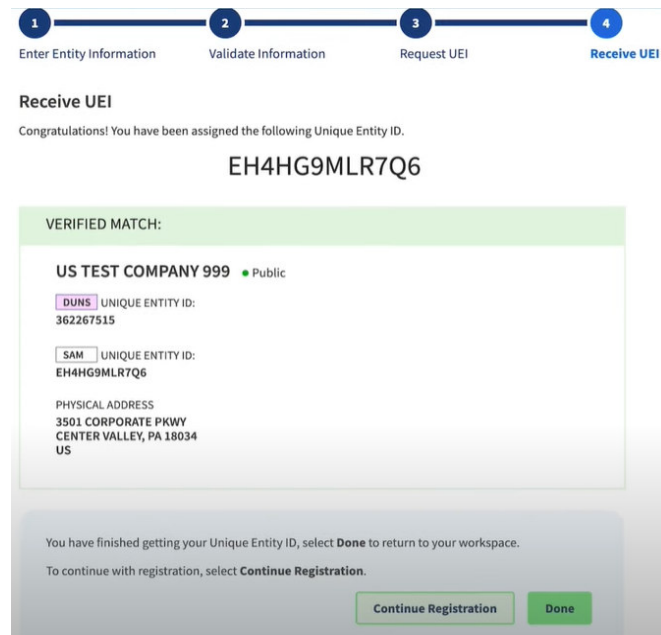 1 2 3 4
Enter Entity Information Validate Information Request UEI Receive UEI
Receive UEI
Congratulations! You have been assigned the following Unique Entity ID.
EH4HG9MLR7Q6
VERIFIED MATCH:
US TEST COMPANY 999 Public
DUNS UNIQUE ENTITY ID:
362267515
SAM UNIQUE ENTITY ID:
EH4HG9MLR7Q6
PHYSICAL ADDRESS
3501 CORPORATE PKWY
CENTER VALLEY, PA 18034
US
You have finished getting your Unique Entity ID, select Done to return to your workspace.
To continue with registration, select Continue Registration.
Continue Registration Done